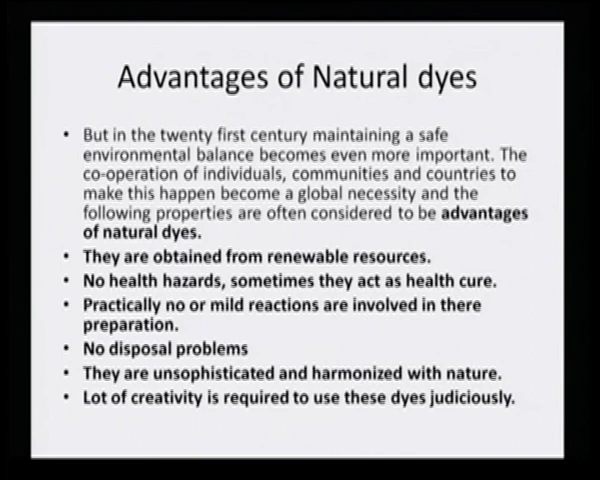 Advantages of Natural dyes
• But in the twenty first century maintaining a safe
environmental balance becomes even more important. The
co-operation of individuals, communities and countries to
make this happen become a global necessity and the
following properties are often considered to be advantages
of natural dyes.
• They are obtained from renewable resources.
• No health hazards, sometimes they act as health cure.
• Practically no or mild reactions are involved in there
preparation.
• No disposal problems
• They are unsophisticated and harmonized with nature.
• Lot of creativity is required to use these dyes judiciously.